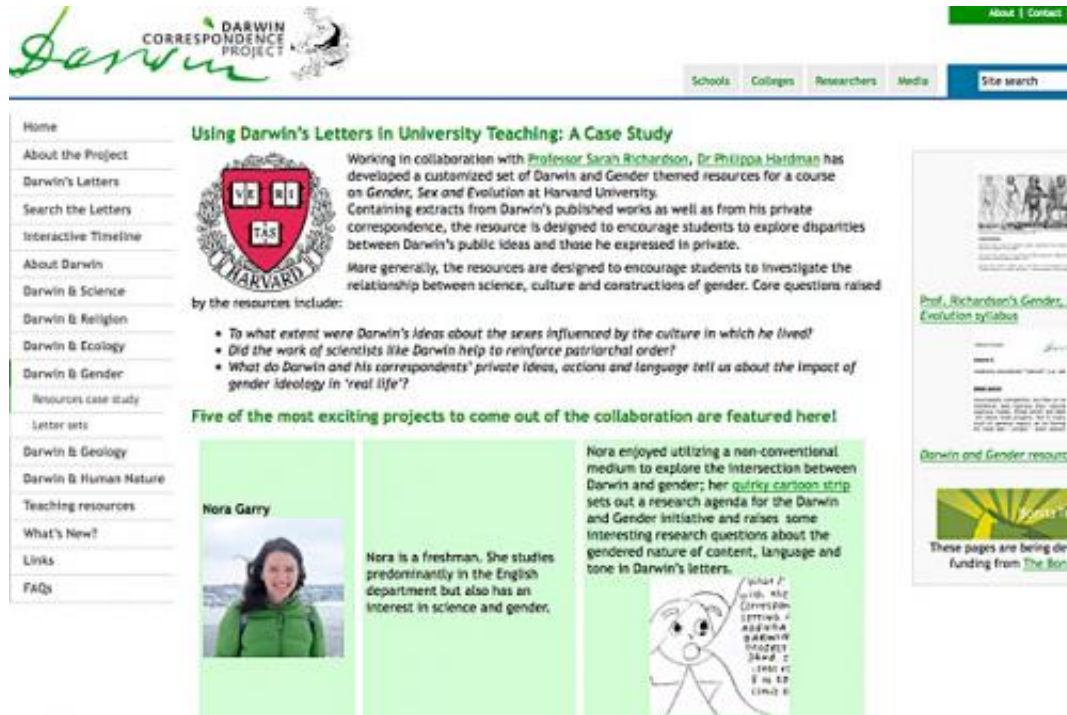 About | Contact
Darwin
DARWIN
CORRESPONDENCE
PROJECT
Schools
Colleges
Researchers
Media
Site search
Home
About the Project
Darwin's Letters
Search the Letters
Interactive Timeline
About Darwin
Darwin & Science
Darwin & Religion
Darwin & Ecology
Darwin & Gender
Resources case study
Letter sets
Darwin & Geology
Darwin & Human Nature
Teaching resources
What's New?
Links
FAQs
Using Darwin's Letters in University Teaching: A Case Study
VE RI
TAS
HARVARD
Working in collaboration with Professor Sarah Richardson, Dr Philippa Hardman has
developed a customized set of Darwin and Gender themed resources for a course
on Gender, Sex and Evolution at Harvard University.
Containing extracts from Darwin's published works as well as from his private
correspondence, the resource is designed to encourage students to explore disparities
between Darwin's public ideas and those he expressed in private.
More generally, the resources are designed to encourage students to investigate the
relationship between science, culture and constructions of gender. Core questions raised
by the resources include:
• To what extent were Darwin's ideas about the sexes influenced by the culture in which he lived?
• Did the work of scientists like Darwin help to reinforce patriarchal order?
• What do Darwin and his correspondents' private ideas, actions and language tell us about the impact of
gender ideology in 'real life'?
Five of the most exciting projects to come out of the collaboration are featured here!
Nora Garry
Nora is a freshman. She studies
predominantly in the English
department but also has an
interest in science and gender.
Nora enjoyed utilizing a non-conventional
medium to explore the intersection between
Darwin and gender; her quirky cartoon strip
sets out a research agenda for the Darwin
and Gender initiative and raises some
interesting research questions about the
gendered nature of content, language and
tone in Darwin's letters.
Prof. Richardson's Gender,
Evolution syllabus
Darwin and Gender resourc
These pages are being de
funding from The Bon